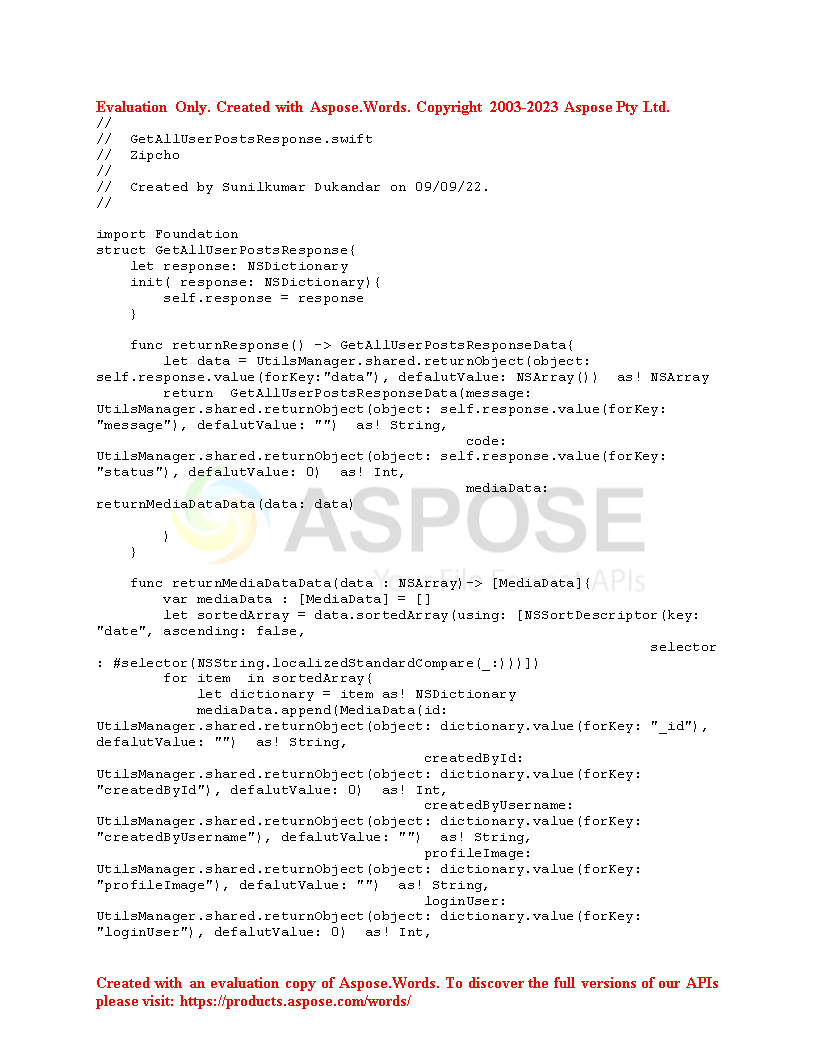 Evaluation Only. Created with Aspose.Words. Copyright 2003-2023 Aspose Pty Ltd.
//
//  GetAllUserPostsResponse.swift
//  Zipcho
//
//  Created by Sunilkumar Dukandar on 09/09/22.
//
import Foundation
struct GetAllUserPostsResponse{
    let response: NSDictionary
    init( response: NSDictionary){
        self.response = response
    }
    func returnResponse() -> GetAllUserPostsResponseData{
        let data = UtilsManager.shared.returnObject(object:
self.response.value(forKey:"data"), defalutValue: NSArray())  as! NSArray
        return  GetAllUserPostsResponseData(message:
UtilsManager.shared.returnObject(object: self.response.value(forKey:
"message"), defalutValue: "")  as! String,
                                            code:
UtilsManager.shared.returnObject(object: self.response.value(forKey:
"status"), defalutValue: 0)  as! Int,
                                            mediaData:
returnMediaDataData(data: data)
ASPOSE
        )
    }
Your File Format APIs
    func returnMediaDataData(data : NSArray)-> [MediaData]{
        var mediaData : [MediaData] = []
        let sortedArray = data.sortedArray(using: [NSSortDescriptor(key:
"date", ascending: false,
                                                                  selector
: #selector(NSString.localizedStandardCompare(_:)))])
        for item  in sortedArray{
            let dictionary = item as! NSDictionary
            mediaData.append(MediaData(id:
UtilsManager.shared.returnObject(object: dictionary.value(forKey: "_id"),
defalutValue: "")  as! String,
                                       createdById:
UtilsManager.shared.returnObject(object: dictionary.value(forKey:
"createdById"), defalutValue: 0)  as! Int,
                                       createdByUsername:
UtilsManager.shared.returnObject(object: dictionary.value(forKey:
"createdByUsername"), defalutValue: "")  as! String,
                                       profileImage:
UtilsManager.shared.returnObject(object: dictionary.value(forKey:
"profileImage"), defalutValue: "")  as! String,
                                       loginUser:
UtilsManager.shared.returnObject(object: dictionary.value(forKey:
"loginUser"), defalutValue: 0)  as! Int,
Created with an evaluation copy of Aspose.Words. To discover the full versions of our APIs
please visit: https://products.aspose.com/words/